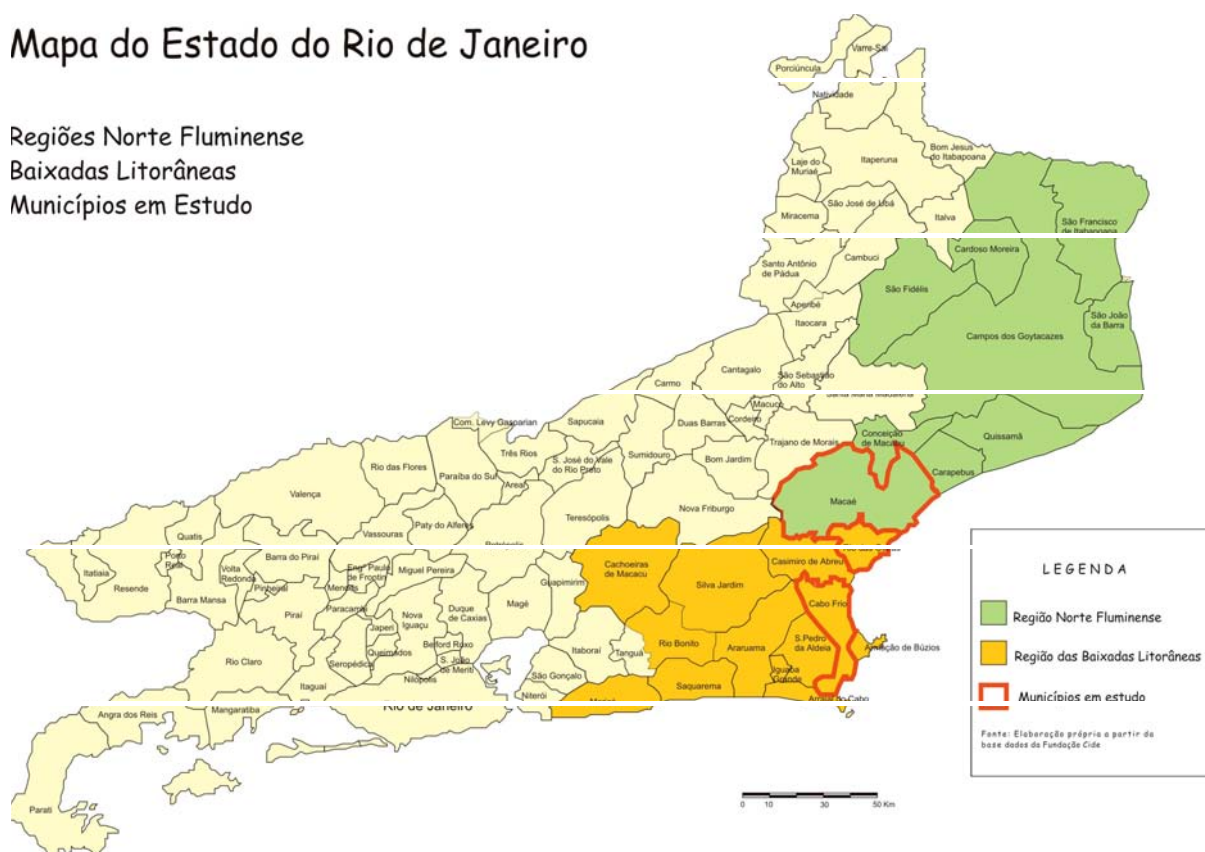 Mapa do Estado do Rio de Janeiro
Regiões Norte Fluminense
Baixadas Litorâneas
Municípios em Estudo
Varre-Sai
Porciúncula
Natividade
Bom Jesus
do Itabapoana
Itaperuna
Laje do
Muriaé
São José de Ubá
Miracema
Italva
São Francisco
de Itabapoana
Cardoso Moreira
Cambuci
Santo Antônio
de Pádua
São Fidélis
Aperibé
São João
da Barra
Itaocara
Campos dos Goytacazes
Cantagalo
São Sebastião
do Alto
Carmo
Santa Maria Madalena
Macuco
Cordeiro
Duas Barras
Sapucaia
Com. Levy Gasparian
Trajano de Morais
Conceição
de Macabu
Quissamã
Três Rios
S. José do Vale
do Rio Preto
Sumidouro
Bom Jardim
Rio das Flores
Paraíba do Sul
Areal
Carapebus
Valença
Macaé
Nova Friburgo
Teresópolis
Paty do Alferes
Vassouras
Quatis
Petrópolis
Porto
Real
Barra do Piraí
Volta
Redonda
Engº Paulo
de Frontin
Miguel Pereira
Cachoeiras
de Macacu
Casimiro de Abreu
Itatiaia
Resende
Pinheiral
Mendes
Guapimirim
Silva Jardim
Barra Mansa
Piraí
Paracambi
Nova
Iguaçu
Duque
de Caxias
Magé
Cabo Frio
Japeri
Queimados
Belford Roxo
Itaboraí
Tanguá
Rio Bonito
Araruama
S.Pedro
da Aldeia
Armação de Búzios
Rio Claro
Seropédica
S. João
de Meriti
Nilópolis
São Gonçalo
Iguaba
Grande
Itaguaí
Saquarema
Niterói
Maricá
Arraial do Cabo
Mangaratiba
Rio de Janeiro
Angra dos Reis
Parati
0 10 30 50 Km
LEGENDA
Região Norte Fluminense
Região das Baixadas Litorâneas
Municípios em estudo
Fonte: Elaboração própria a partir da
base dados da Fundação Cide